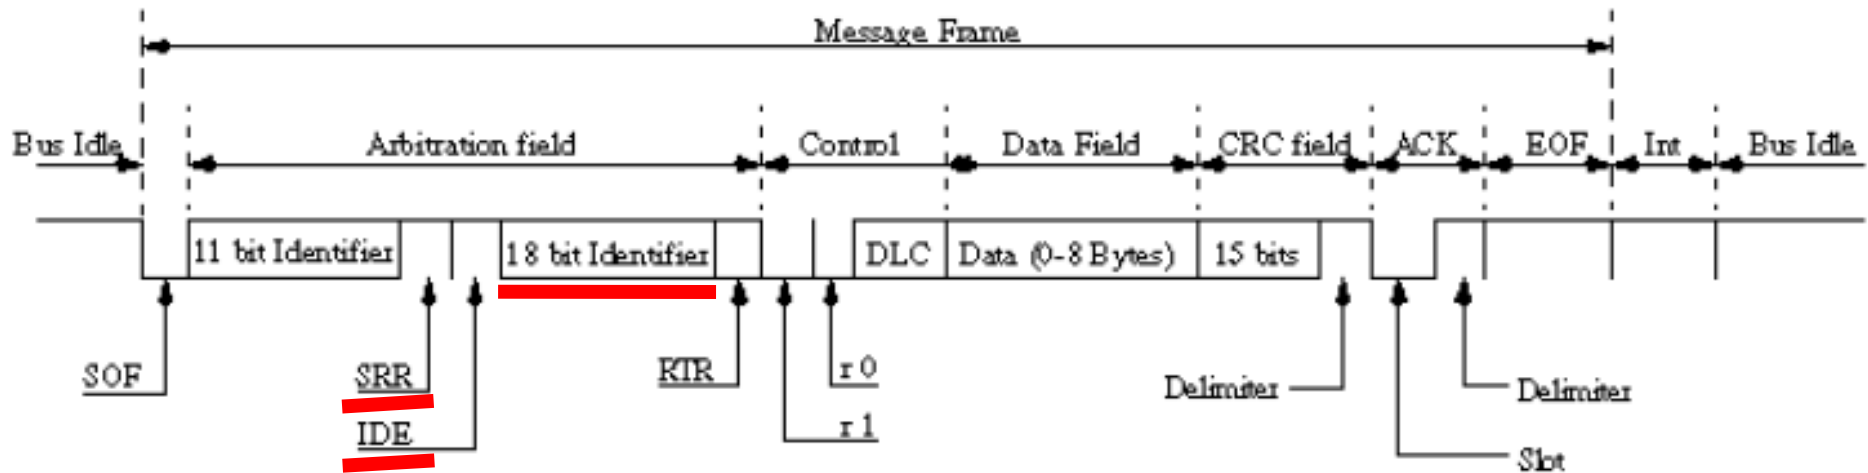 Message Frame
Bus Idle Arbitration field Control Data Field CRC field ACK EOF Int Bus Idle
11 bit Identifier 18 bit Identifier DLC Data (0-8 Bytes) 15 bits
SOF SRR RTR r 0 Delimiter Delimiter
IDE r 1
Slot